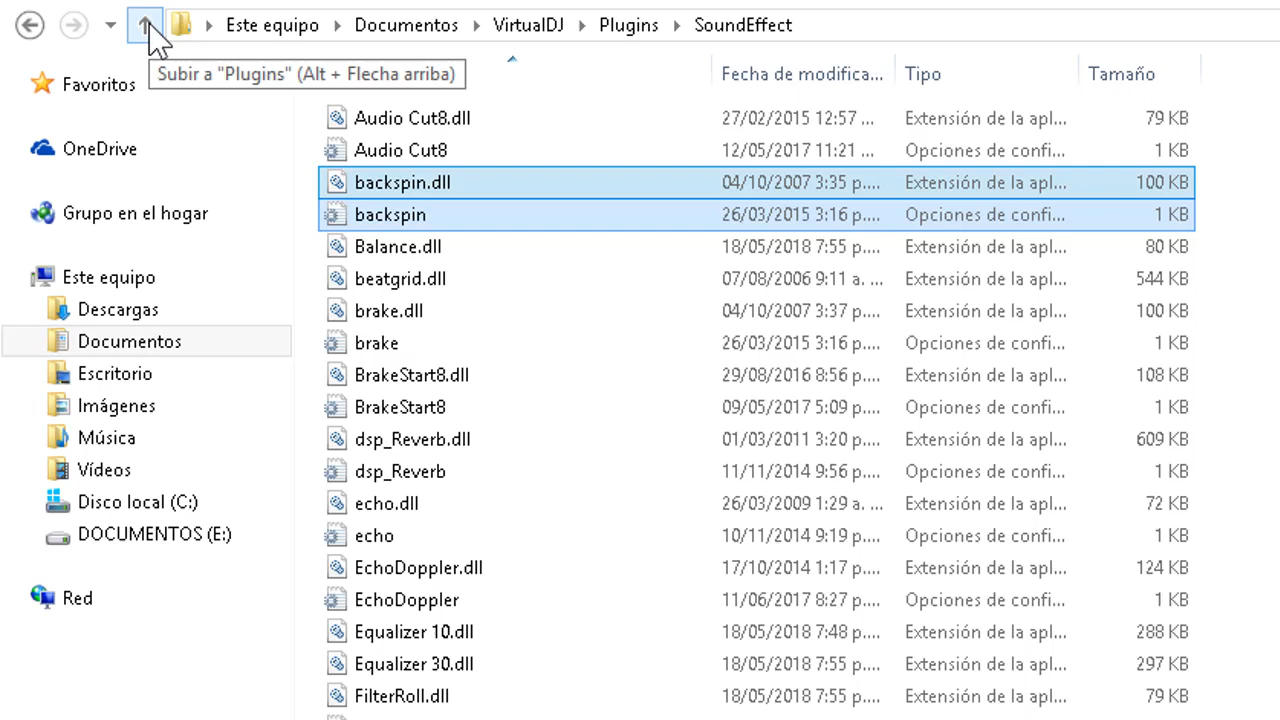 Este equipo Documentos VirtualDJ Plugins SoundEffect
Subir a "Plugins" (Alt + Flecha arriba)
Fecha de modifica... Tipo Tamaño
Favoritos
OneDrive
Grupo en el hogar
Este equipo
Descargas
Documentos
Escritorio
Imágenes
Música
Vídeos
Disco local (C:)
DOCUMENTOS (E:)
Red
Audio Cut8.dll 27/02/2015 12:57 ... Extensión de la apl... 79 KB
Audio Cut8 12/05/2017 11:21 ... Opciones de confi... 1 KB
backspin.dll 04/10/2007 3:35 p.... Extensión de la apl... 100 KB
backspin 26/03/2015 3:16 p.... Opciones de confi... 1 KB
Balance.dll 18/05/2018 7:55 p.... Extensión de la apl... 80 KB
beatgrid.dll 07/08/2006 9:11 a. ... Extensión de la apl... 544 KB
brake.dll 04/10/2007 3:37 p.... Extensión de la apl... 100 KB
brake 26/03/2015 3:16 p.... Opciones de confi... 1 KB
BrakeStart8.dll 29/08/2016 8:56 p.... Extensión de la apl... 108 KB
BrakeStart8 09/05/2017 5:09 p.... Opciones de confi... 1 KB
dsp_Reverb.dll 01/03/2011 3:20 p.... Extensión de la apl... 609 KB
dsp_Reverb 11/11/2014 9:56 p.... Opciones de confi... 1 KB
echo.dll 26/03/2009 1:29 a. ... Extensión de la apl... 72 KB
echo 10/11/2014 9:19 p.... Opciones de confi... 1 KB
EchoDoppler.dll 17/10/2014 1:17 p.... Extensión de la apl... 124 KB
EchoDoppler 11/06/2017 8:27 p.... Opciones de confi... 1 KB
Equalizer 10.dll 18/05/2018 7:48 p.... Extensión de la apl... 288 KB
Equalizer 30.dll 18/05/2018 7:55 p.... Extensión de la apl... 297 KB
FilterRoll.dll 18/05/2018 7:55 p.... Extensión de la apl... 79 KB